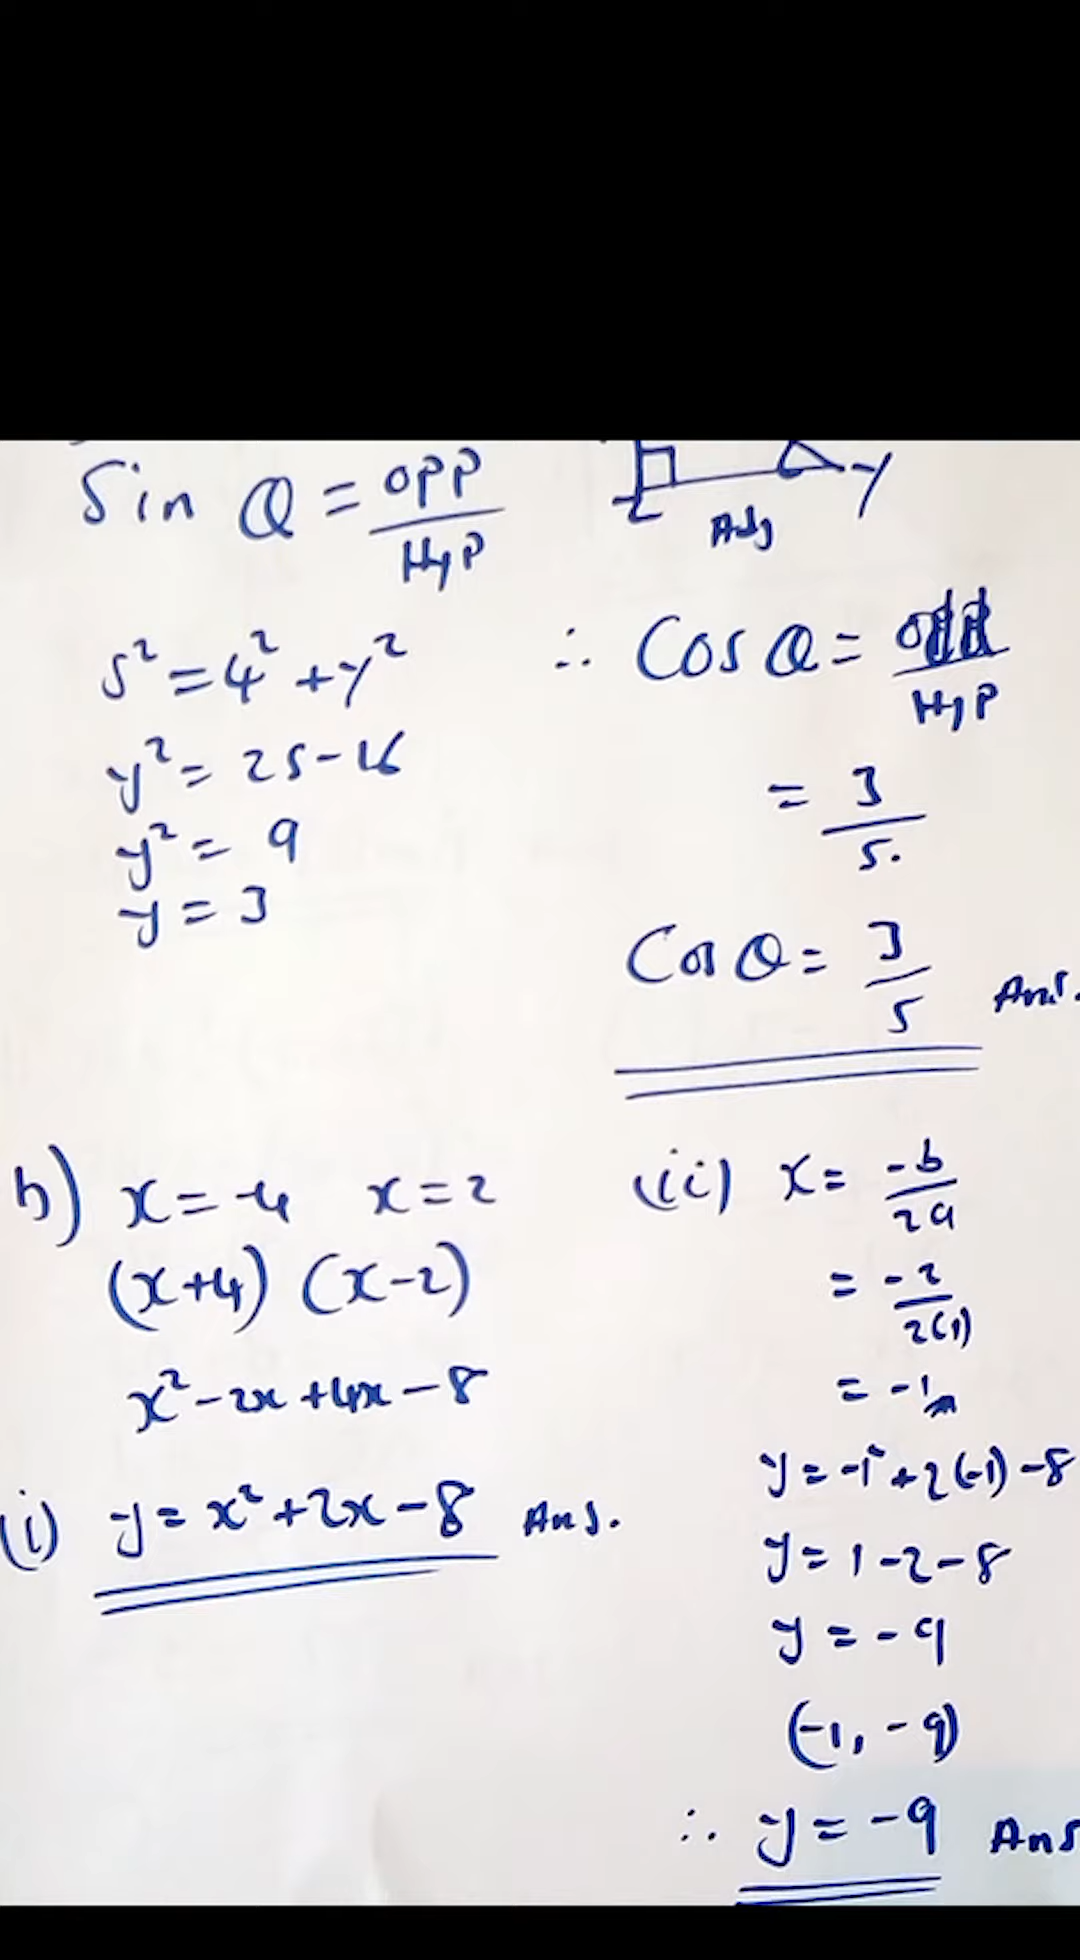 Sin θ = opp/Hyp
Z Adj Y
5² = 4² + y²
y² = 25 - 16
y² = 9
y = 3
∴ Cos θ = /Hyp
= 3/5.
Cos θ = 3/5 Ans.
b) x = -4 x = 2
(x+4) (x-2)
x² - 2x + 4x - 8
(i) y = x² + 2x - 8 Ans.
(ii) x = -b/2a
= -2/2(1)
= -1
y = -1² + 2(-1) - 8
y = 1 - 2 - 8
y = -9
(-1, -9)
∴ y = -9 Ans